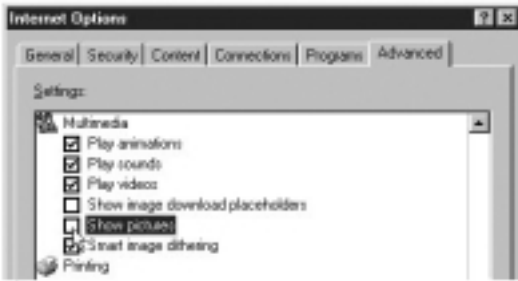 Internet Options
General Security Content Connections Programs Advanced
Settings:
Multimedia
Play animations
Play sounds
Play videos
Show image download placeholders
Show pictures
Smart image dithering
Printing